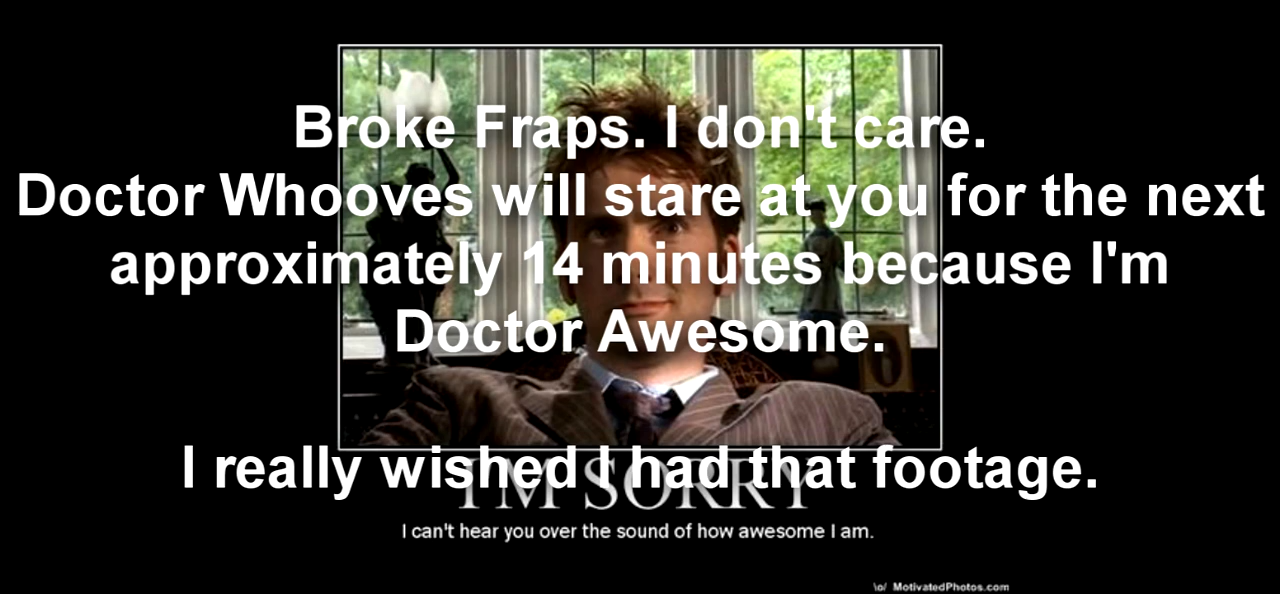 Broke Fraps. I don't care.
Doctor Whooves will stare at you for the next
approximately 14 minutes because I'm
Doctor Awesome.
I really wished I had that footage.
I'M SORRY
I can't hear you over the sound of how awesome I am.
\o/ MotivatedPhotos.com